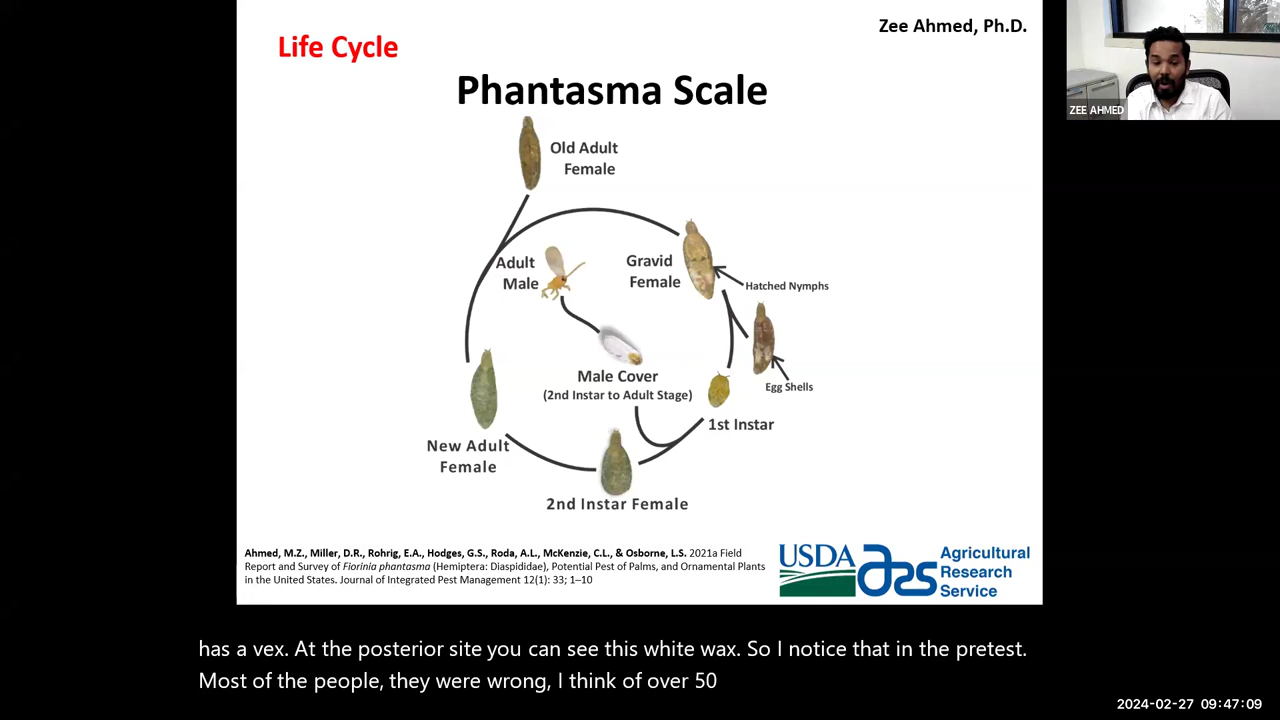 Zee Ahmed, Ph.D.
Life Cycle
Phantasma Scale
ZEE AHMED
Old Adult
Female
Adult
Male
Gravid
Female
Hatched Nymphs
Egg Shells
Male Cover
(2nd Instar to Adult Stage)
1st Instar
New Adult
Female
2nd Instar Female
Ahmed, M.Z., Miller, D.R., Rohrig, E.A., Hodges, G.S., Roda, A.L., McKenzie, C.L., & Osborne, L.S. 2021a Field
Report and Survey of Fiorinia phantasma (Hemiptera: Diaspididae), Potential Pest of Palms, and Ornamental Plants
in the United States. Journal of Integrated Pest Management 12(1): 33; 1–10
USDA
ars
Agricultural
Research
Service
has a vex. At the posterior site you can see this white wax. So I notice that in the pretest.
Most of the people, they were wrong, I think of over 50
2024-02-27 09:47:09